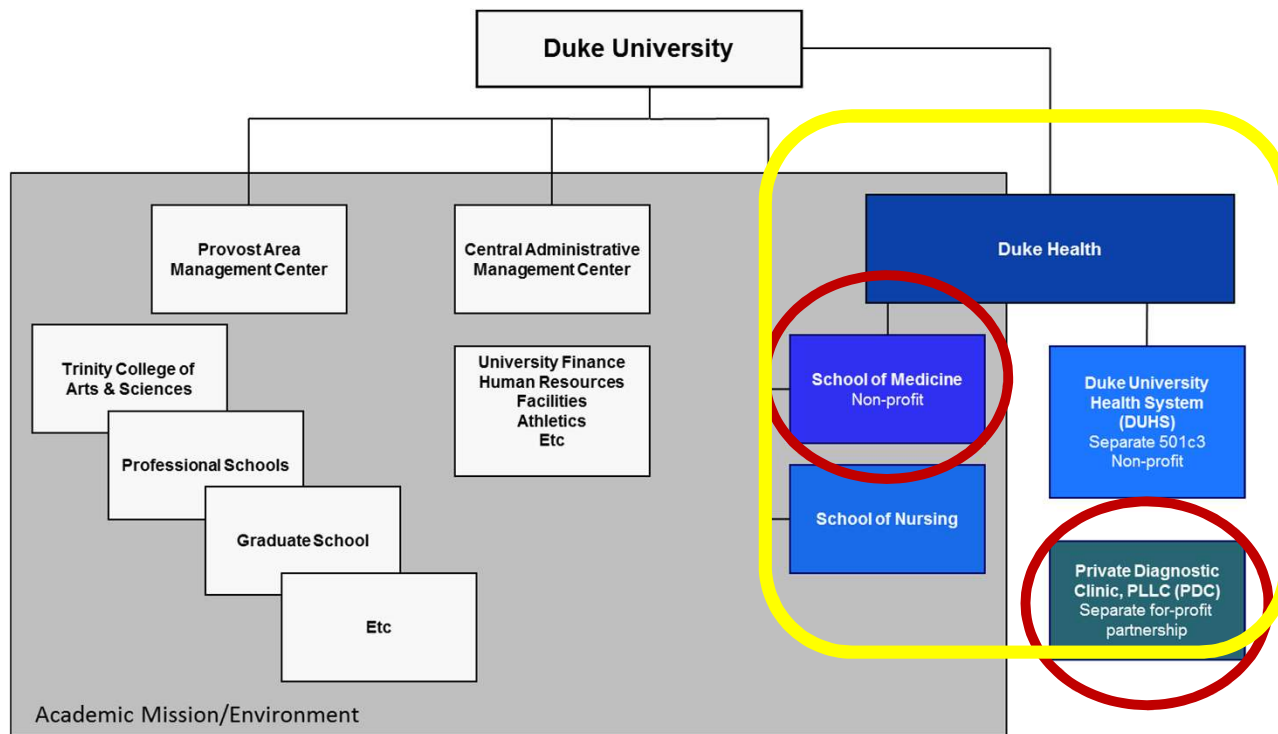 Duke University
Provost Area
Management Center
Central Administrative
Management Center
Duke Health
Trinity College of
Arts & Sciences
Professional Schools
Graduate School
Etc
University Finance
Human Resources
Facilities
Athletics
Etc
School of Medicine
Non-profit
School of Nursing
Duke University
Health System
(DUHS)
Separate 501c3
Non-profit
Private Diagnostic
Clinic, PLLC (PDC)
Separate for-profit
partnership
Academic Mission/Environment